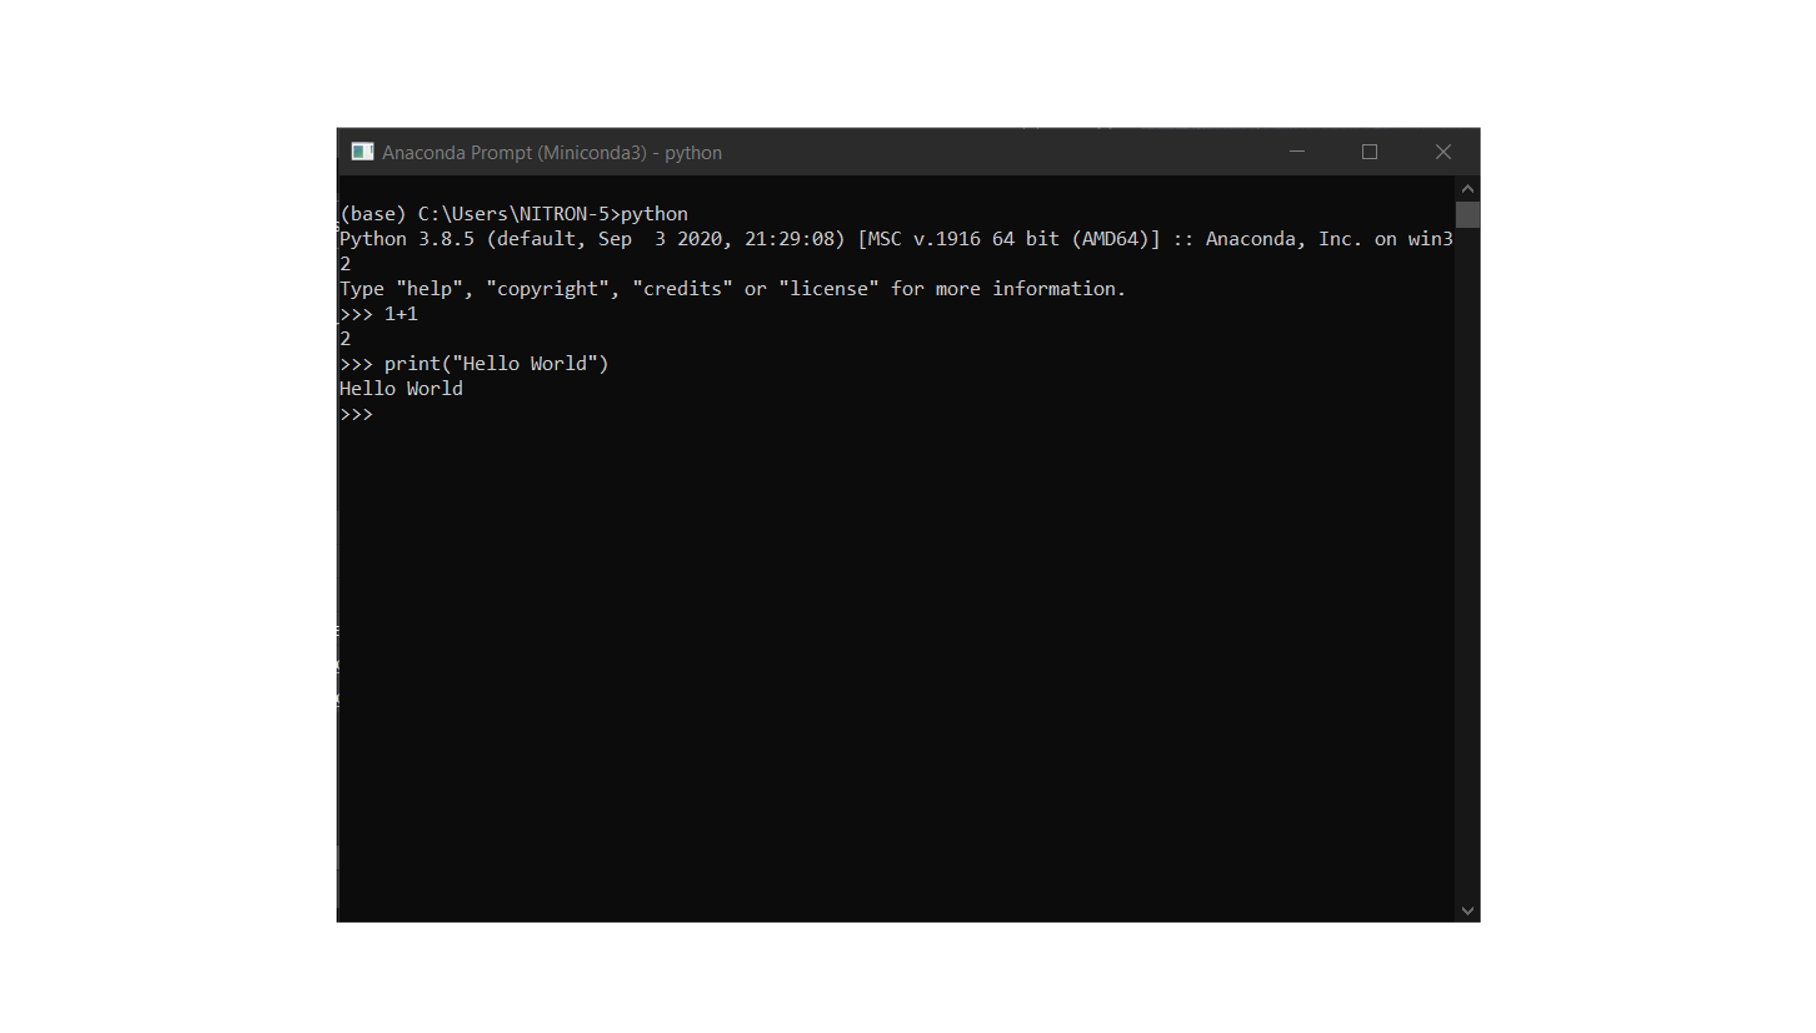 Anaconda Prompt (Miniconda3) - python
(base) C:\Users\NITRON-5>python
Python 3.8.5 (default, Sep  3 2020, 21:29:08) [MSC v.1916 64 bit (AMD64)] :: Anaconda, Inc. on win3
2
Type "help", "copyright", "credits" or "license" for more information.
>>> 1+1
2
>>> print("Hello World")
Hello World
>>>